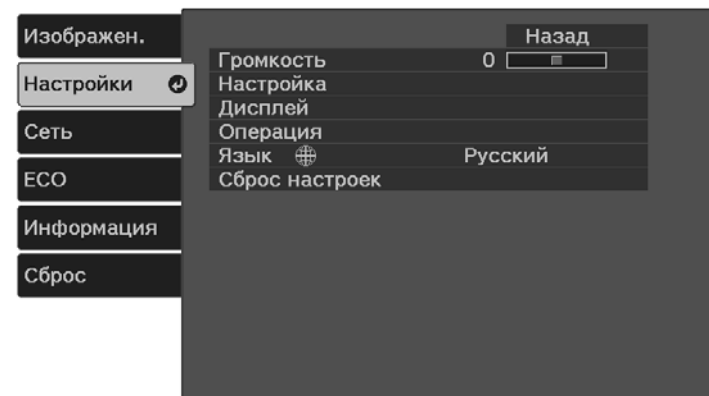 Изображен.
Настройки
Сеть
ECO
Информация
Сброс
Назад
Громкость 0
Настройка
Дисплей
Операция
Язык Русский
Сброс настроек